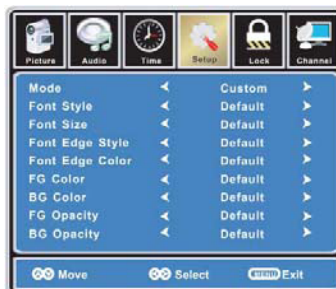 Picture Audio Time Setup Lock Channel
Mode Custom
Font Style Default
Font Size Default
Font Edge Style Default
Font Edge Color Default
FG Color Default
BG Color Default
FG Opacity Default
BG Opacity Default
Move Select Exit